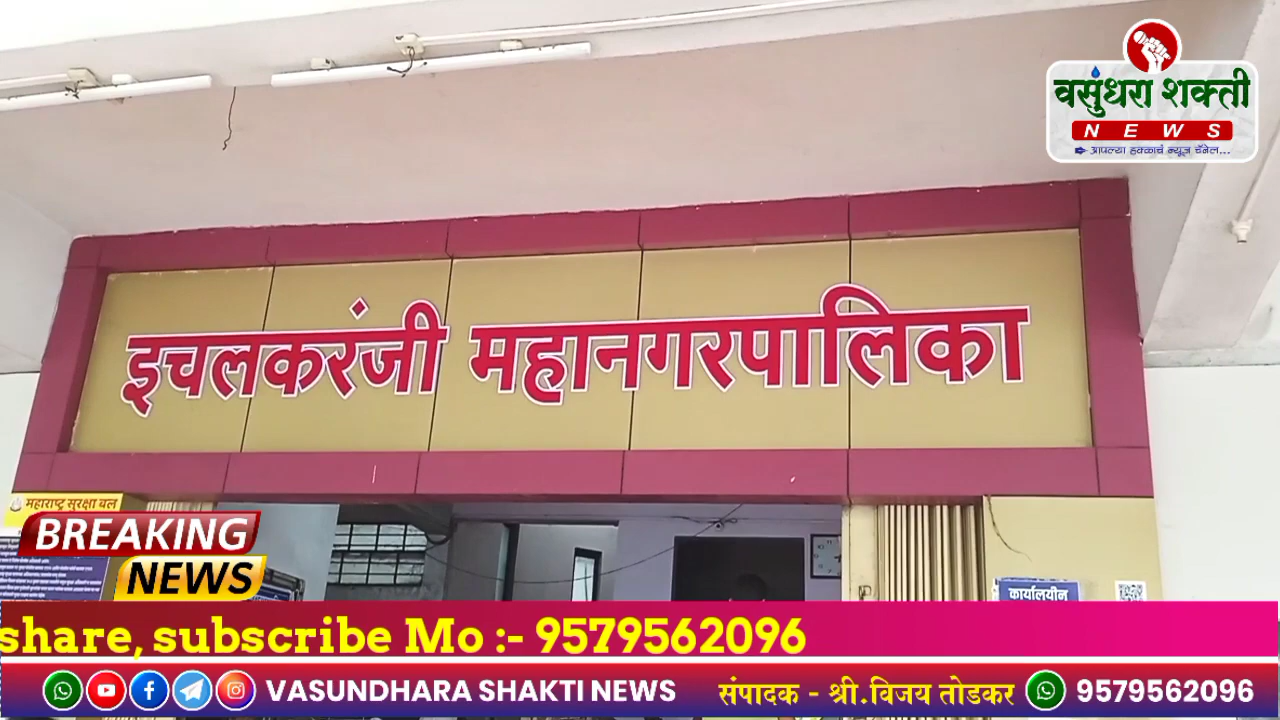 वसुंधरा शक्ती
NEWS
आपल्या हक्काचं न्यूज चॅनेल...
इचलकरंजी महानगरपालिका
महाराष्ट्र सुरक्षा बल
BREAKING
NEWS
कार्यालयीन
share, subscribe Mo :- 9579562096
VASUNDHARA SHAKTI NEWS संपादक - श्री.विजय तोडकर 9579562096